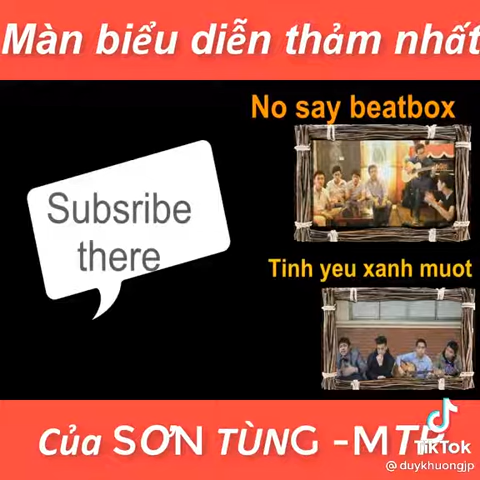 Màn biểu diễn thảm nhất
No say beatbox
Subsribe
there
Tinh yeu xanh muot
Của SƠN TÙNG -MTP
TikTok
@duykhuongjp